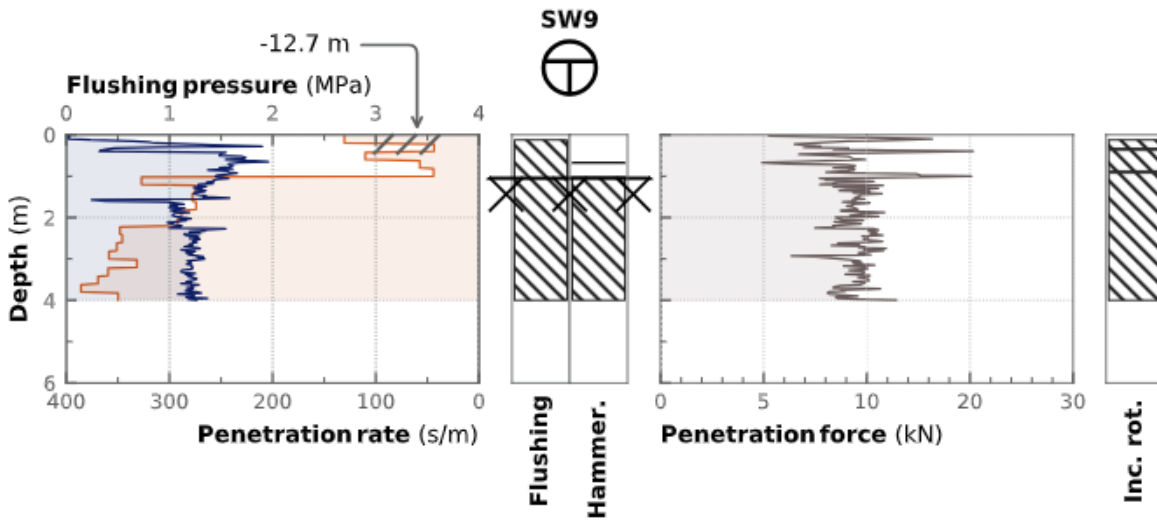 SW9
-12.7 m
Flushing pressure (MPa)
0 1 2 3 4
0
2
4
6
Depth (m)
400 300 200 100 0
Penetration rate (s/m)
Flushing
Hammer.
0 5 10 20 30
Penetration force (kN)
Inc. rot.